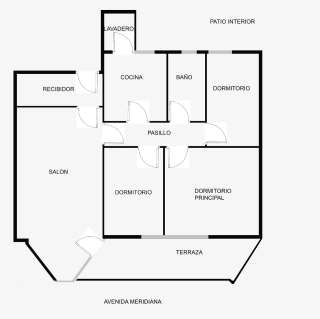 PATIO INTERIOR
LAVADERO
COCINA
BAÑO
DORMITORIO
RECIBIDOR
PASILLO
SALON
DORMITORIO
DORMITORIO
PRINCIPAL
TERRAZA
AVENIDA MERIDIANA